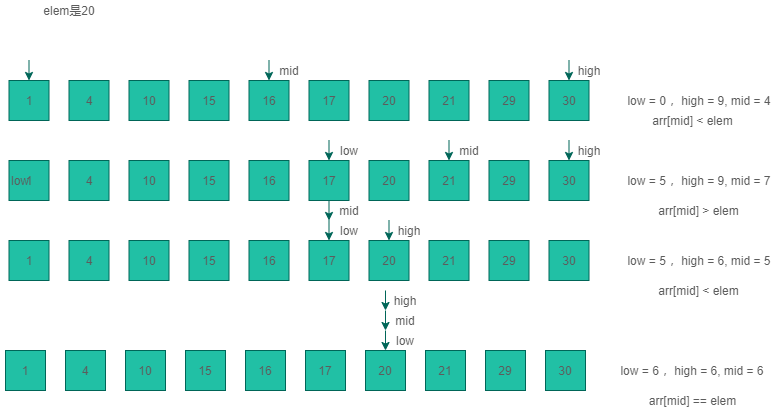 elem是20
mid high
1 4 10 15 16 17 20 21 29 30
low = 0 ， high = 9, mid = 4
arr[mid] < elem
low mid high
low1 4 10 15 16 17 20 21 29 30
low = 5 ， high = 9, mid = 7
arr[mid] > elem
mid
low high
1 4 10 15 16 17 20 21 29 30
low = 5 ， high = 6, mid = 5
arr[mid] < elem
high
mid
low
1 4 10 15 16 17 20 21 29 30
low = 6 ， high = 6, mid = 6
arr[mid] == elem